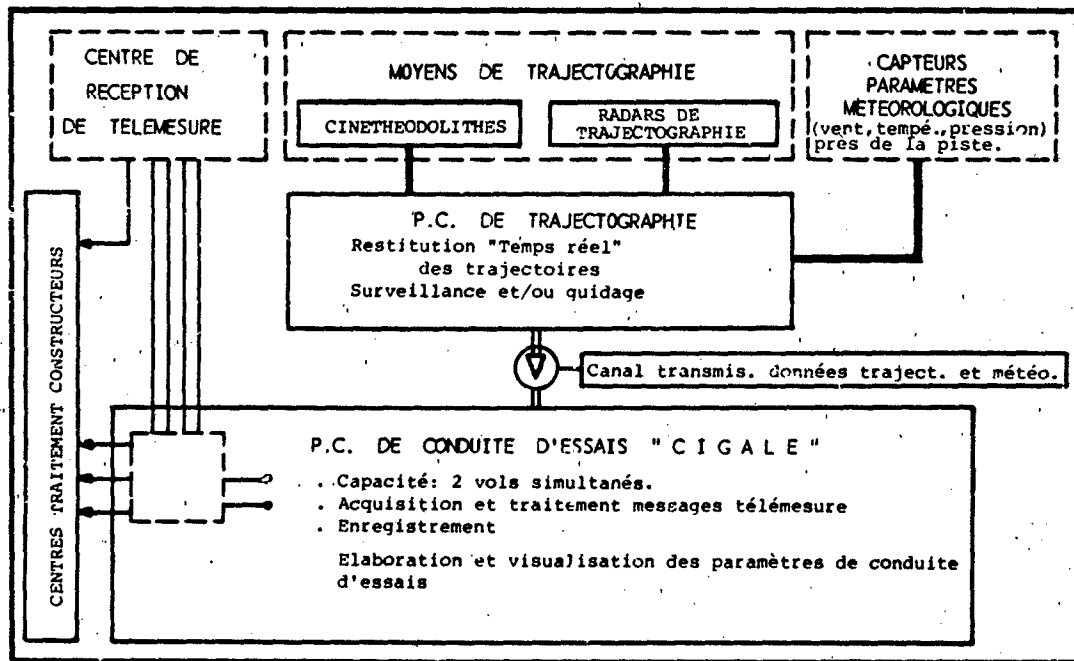 CENTRE DE
RECEPTION
DE TELEMESURE
MOYENS DE TRAJECTOGRAPHIE
CINETHEODOLITHES
RADARS DE
TRAJECTOGRAPHIE
CAPTEURS
PARAMETRES
METEOROLOGIQUES
(vent,tempé.,pression)
près de la piste.
CENTRES TRAITEMENT CONSTRUCTEURS
P.C. DE TRAJECTOGRAPHIE
Restitution "Temps réel"
des trajectoires
Surveillance et/ou quidage
Canal transmis. données traject. et météo.
P.C. DE CONDUITE D'ESSAIS "CIGALE"
. Capacité: 2 vols simultanés.
. Acquisition et traitement messages télémesure
. Enregistrement
Elaboration et visualisation des paramètres de conduite
d'essais